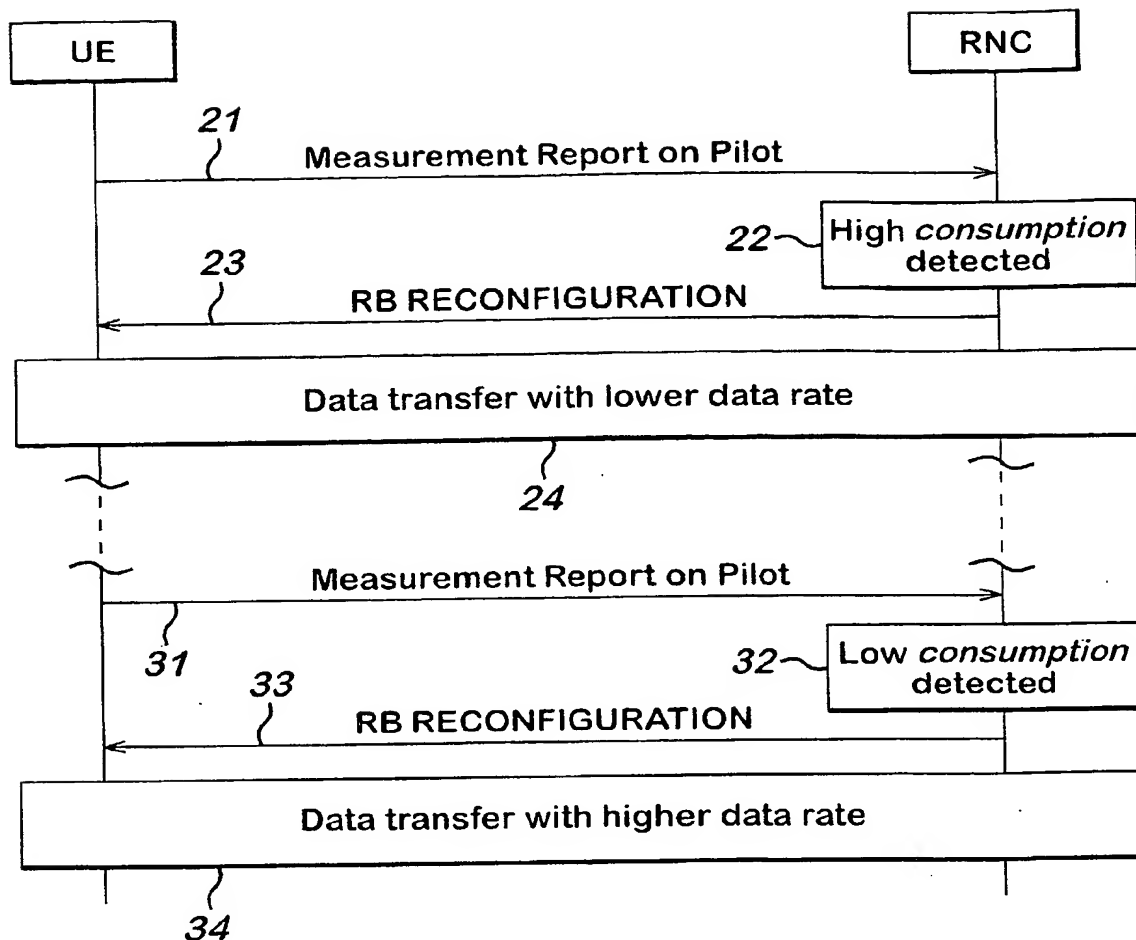 UE
RNC
21
Measurement Report on Pilot
22
High consumption
detected
23
RB RECONFIGURATION
Data transfer with lower data rate
24
Measurement Report on Pilot
31
32
Low consumption
detected
33
RB RECONFIGURATION
Data transfer with higher data rate
34